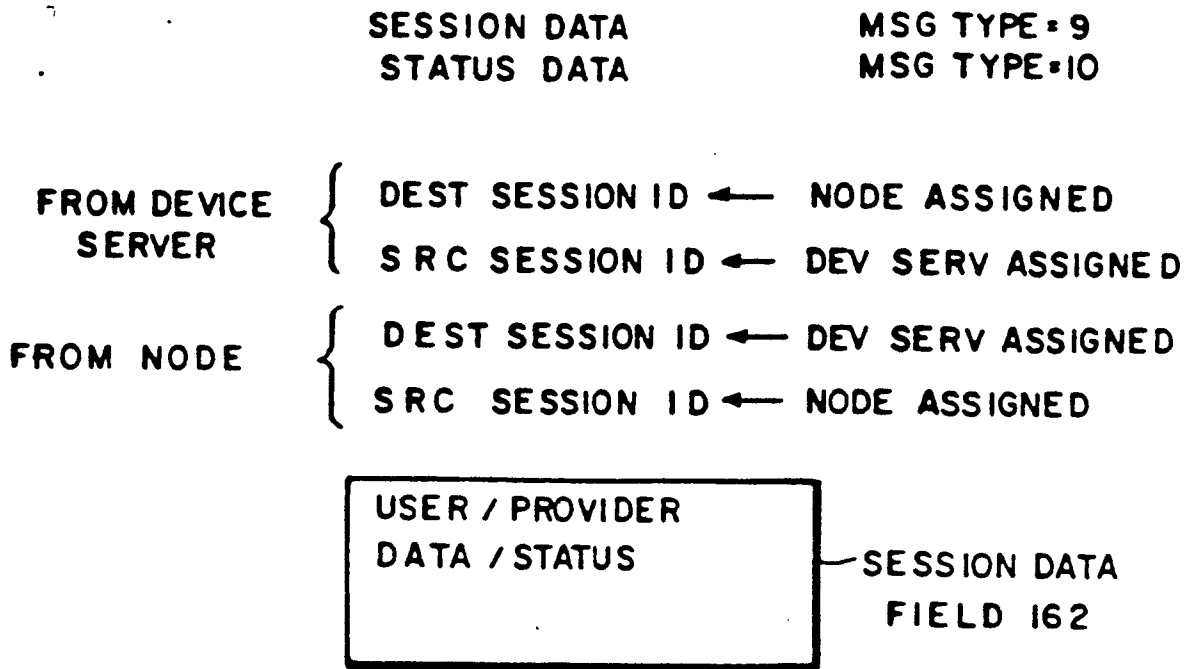 SESSION DATA MSG TYPE=9
STATUS DATA MSG TYPE=10
FROM DEVICE SERVER
DEST SESSION ID ← NODE ASSIGNED
SRC SESSION ID ← DEV SERV ASSIGNED
FROM NODE
DEST SESSION ID ← DEV SERV ASSIGNED
SRC SESSION ID ← NODE ASSIGNED
USER / PROVIDER
DATA / STATUS
SESSION DATA
FIELD 162